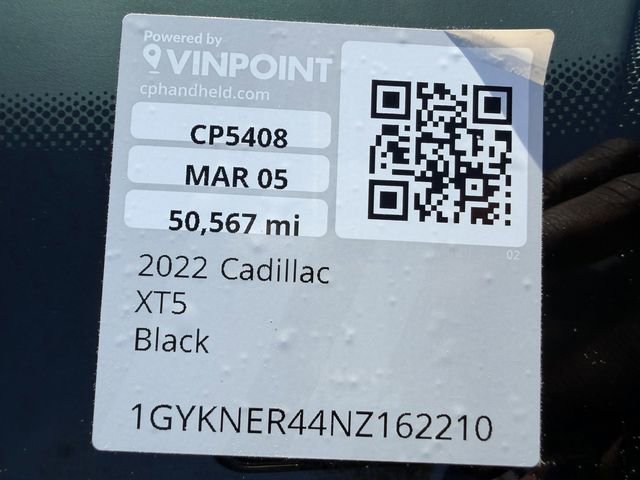 Powered by
VINPOINT
cphandheld.com
CP5408
MAR 05
50,567 mi
02
2022 Cadillac
XT5
Black
1GYKNER44NZ162210